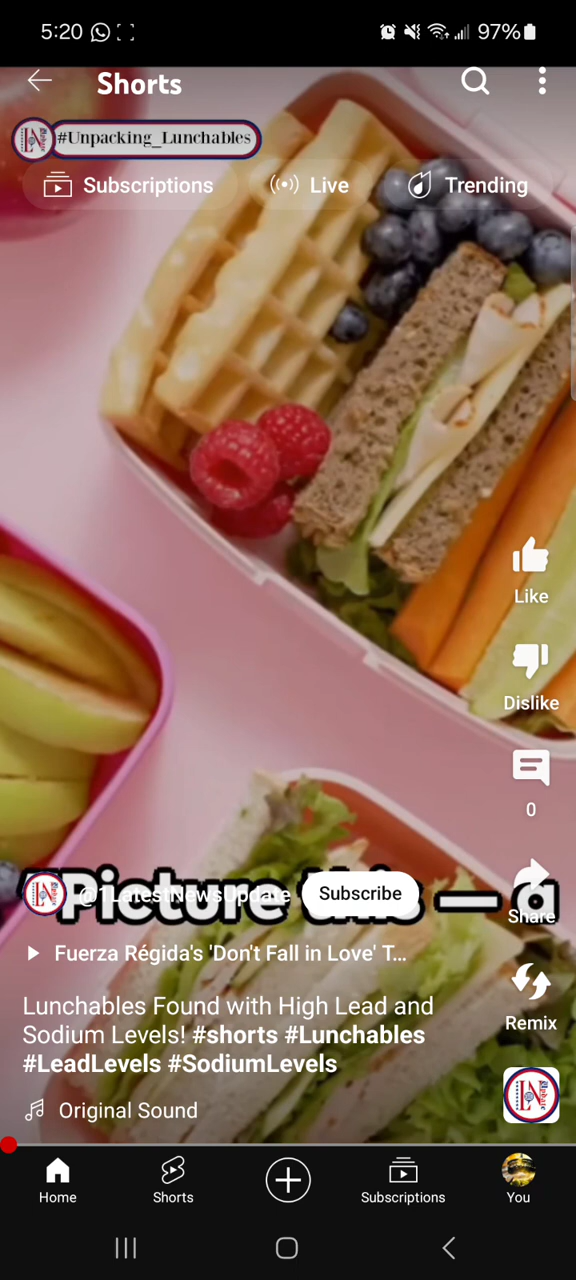 5:20
97%
Shorts
#Unpacking_Lunchables
Subscriptions
Live
Trending
Like
Dislike
0
"Picture this — a
@1LatestNewsUpdate
Subscribe
Share
Fuerza Régida's 'Don't Fall in Love' T...
Lunchables Found with High Lead and
Sodium Levels! #shorts #Lunchables
#LeadLevels #SodiumLevels
Remix
Original Sound
Home
Shorts
Subscriptions
You